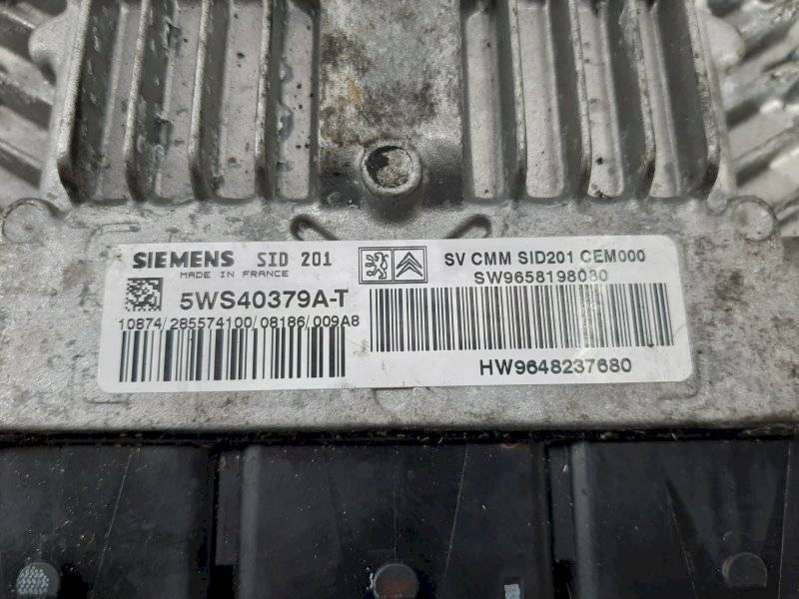 SIEMENS SID 201
MADE IN FRANCE
5WS40379A-T
10874/285574100/08186/009A8
SV CMM SID201 CEM000
SW9658198080
HW9648237680